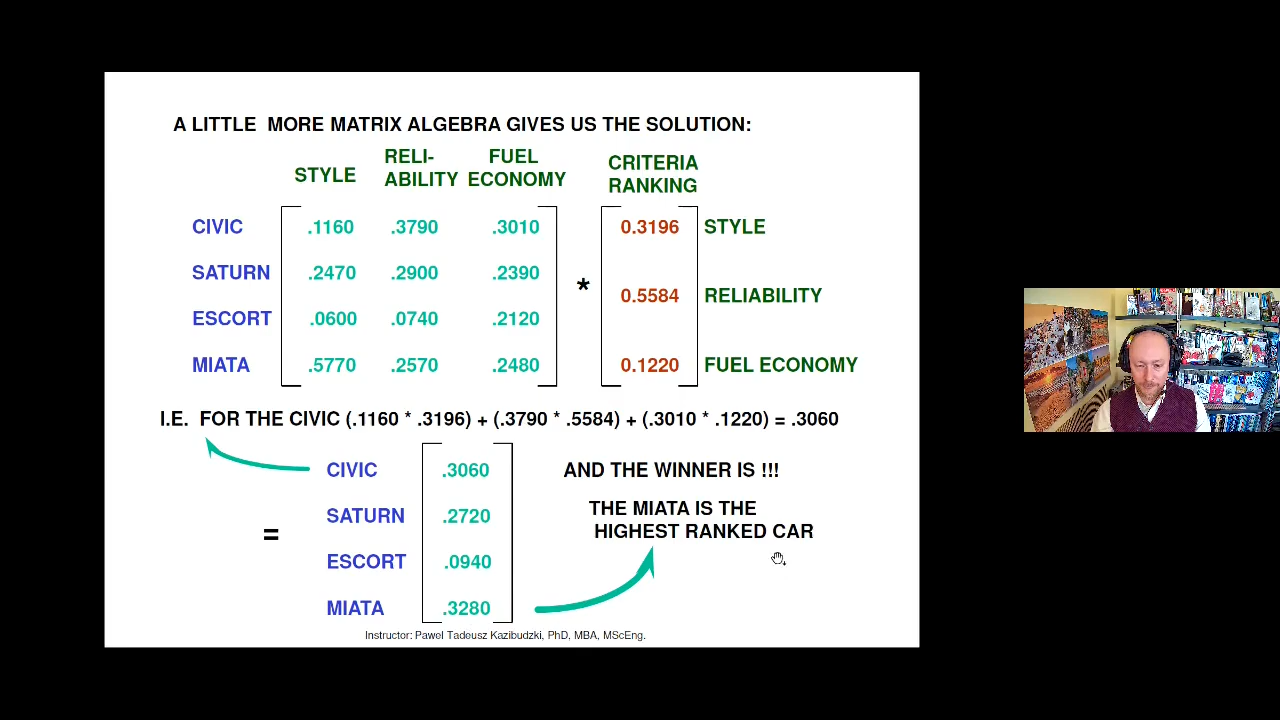 A LITTLE MORE MATRIX ALGEBRA GIVES US THE SOLUTION:
STYLE RELI-ABILITY FUEL ECONOMY CRITERIA RANKING
CIVIC .1160 .3790 .3010 0.3196 STYLE
SATURN .2470 .2900 .2390
* 0.5584 RELIABILITY
ESCORT .0600 .0740 .2120
MIATA .5770 .2570 .2480 0.1220 FUEL ECONOMY
I.E. FOR THE CIVIC (.1160 * .3196) + (.3790 * .5584) + (.3010 * .1220) = .3060
CIVIC .3060 AND THE WINNER IS !!!
SATURN .2720 THE MIATA IS THE
= HIGHEST RANKED CAR
ESCORT .0940
MIATA .3280
Instructor: Pawel Tadeusz Kazibudzki, PhD, MBA, MScEng.